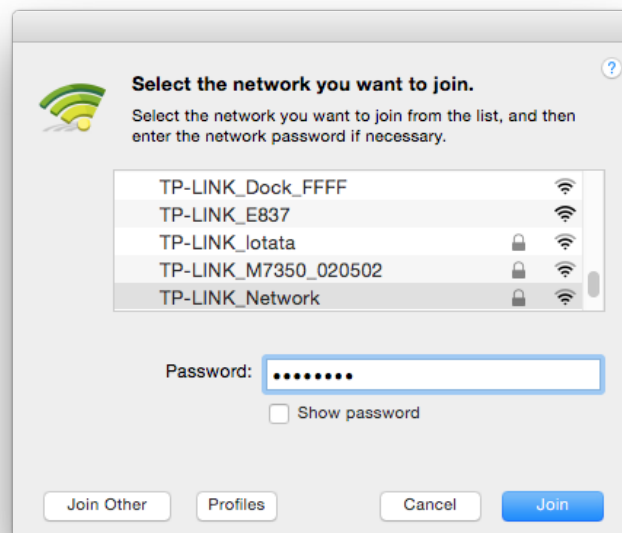 ?
Select the network you want to join.
Select the network you want to join from the list, and then
enter the network password if necessary.
TP-LINK_Dock_FFFF
TP-LINK_E837
TP-LINK_lotata
TP-LINK_M7350_020502
TP-LINK_Network
Password: ••••••••
Show password
Join Other Profiles Cancel Join